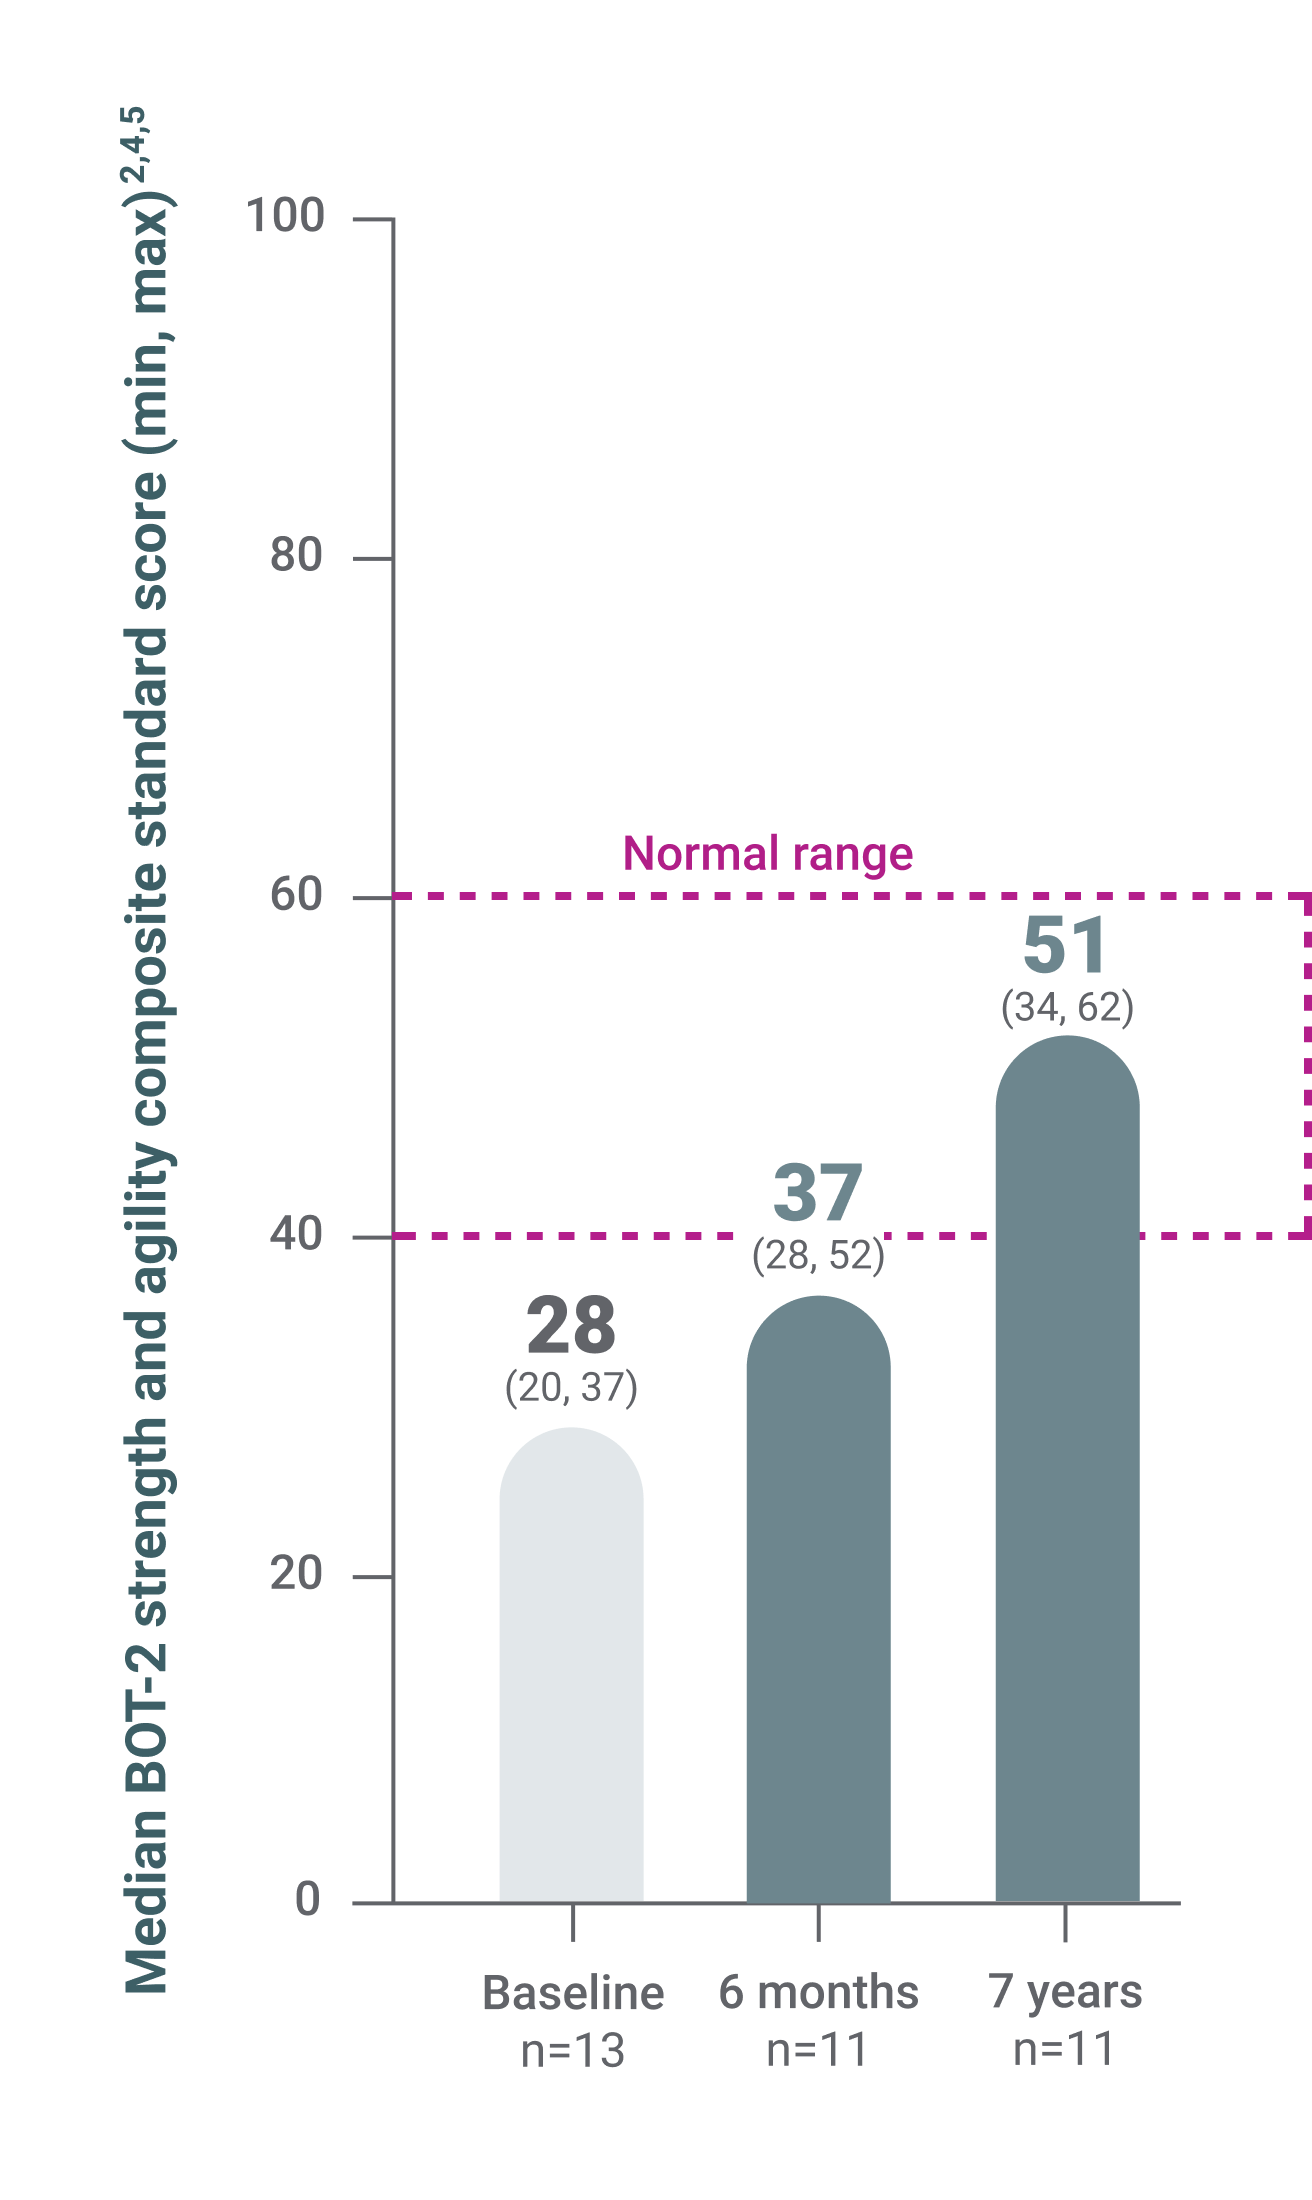 Median BOT-2 strength and agility composite standard score (min, max)2,4,5
100
80
60
40
20
0
Normal range
51
(34, 62)
37
(28, 52)
28
(20, 37)
Baseline
n=13
6 months
n=11
7 years
n=11